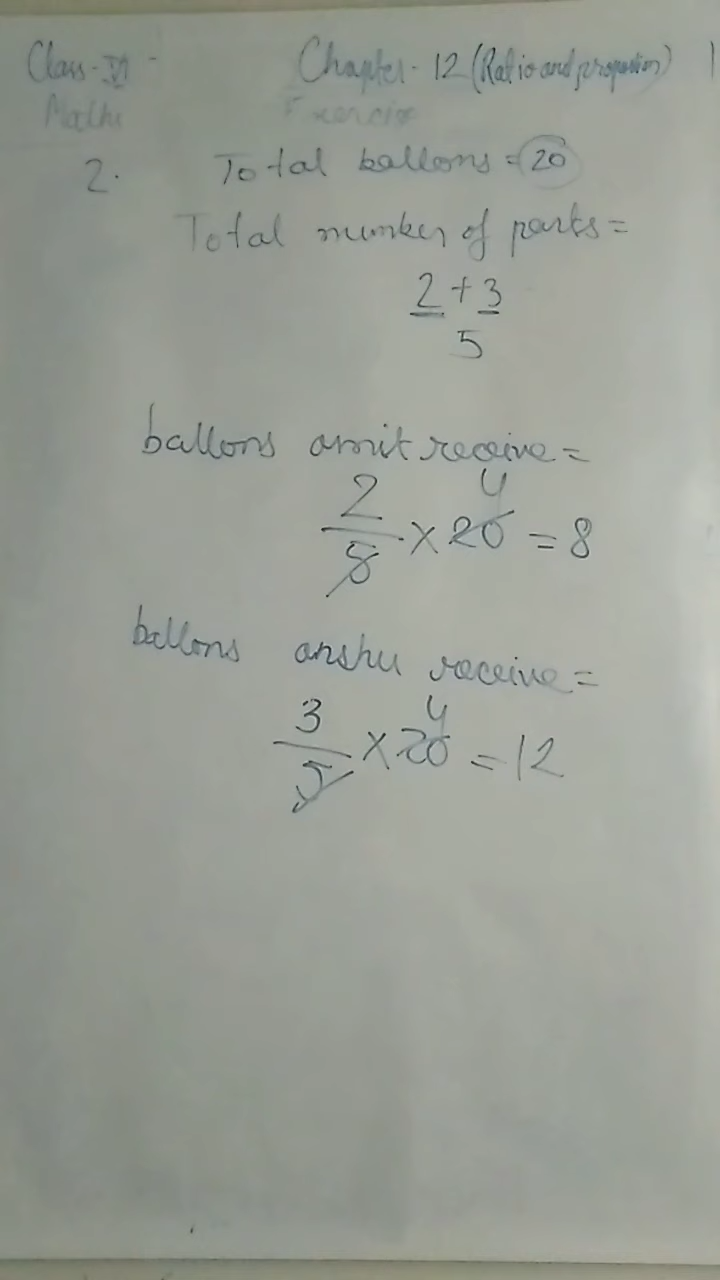 Class-VI Chapter-12 (Ratio and proportion)
Maths Exercise
2. Total ballons = 20
Total number of parts =
2 + 3
5
ballons amit receive =
2/5 × 20 4 = 8
ballons anshu receive =
3/5 × 20 4 = 12